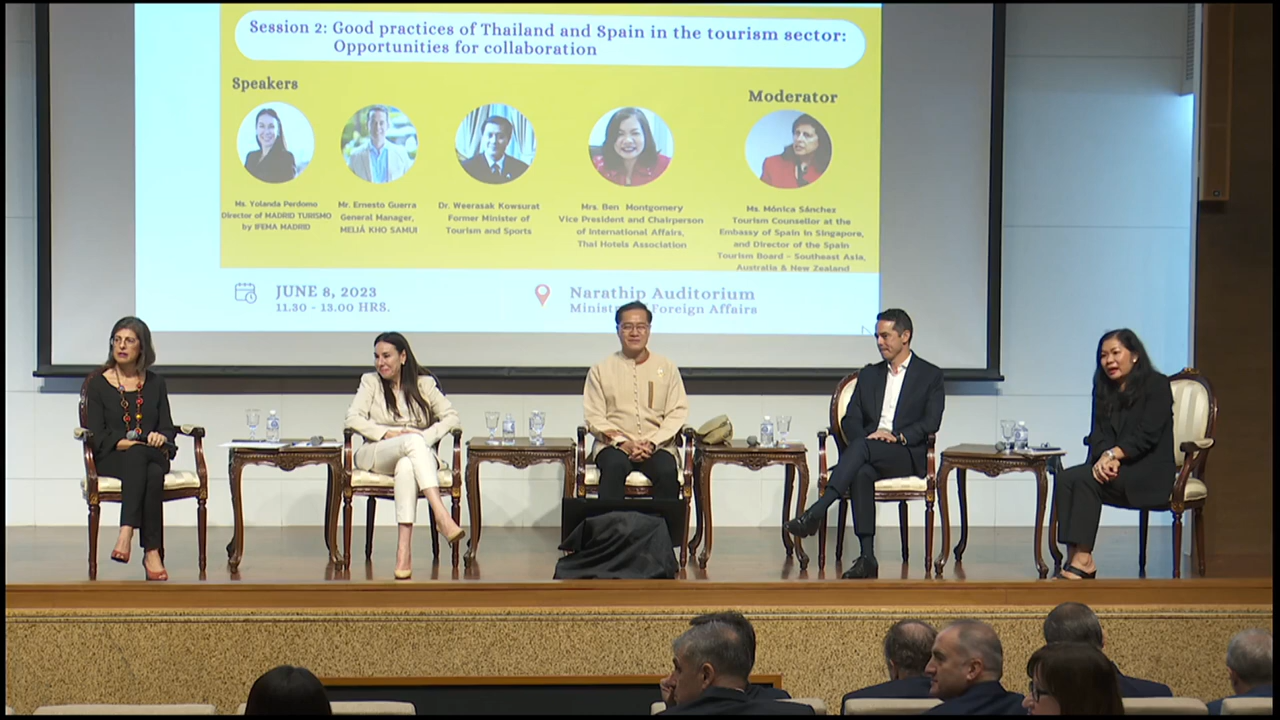 Session 2: Good practices of Thailand and Spain in the tourism sector:
Opportunities for collaboration
Speakers
Moderator
Ms. Yolanda Perdomo
Director of MADRID TURISMO
by IFEMA MADRID
Mr. Ernesto Guerra
General Manager,
MELIÁ KHO SAMUI
Dr. Weerasak Kowsurat
Former Minister of
Tourism and Sports
Mrs. Ben Montgomery
Vice President and Chairperson
of International Affairs,
Thai Hotels Association
Ms. Mónica Sánchez
Tourism Counsellor at the
Embassy of Spain in Singapore,
and Director of the Spain
Tourism Board - Southeast Asia,
Australia & New Zealand
JUNE 8, 2023
11.30 - 13.00 HRS.
Narathip Auditorium
Foreign Affairs